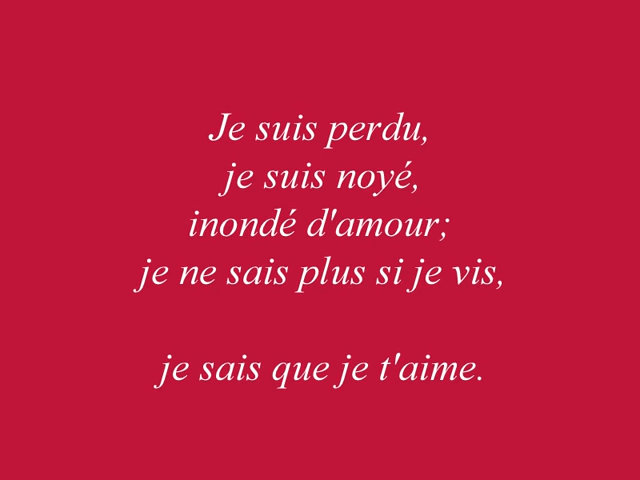 Je suis perdu,
je suis noyé,
inondé d'amour;
je ne sais plus si je vis,
je sais que je t'aime.